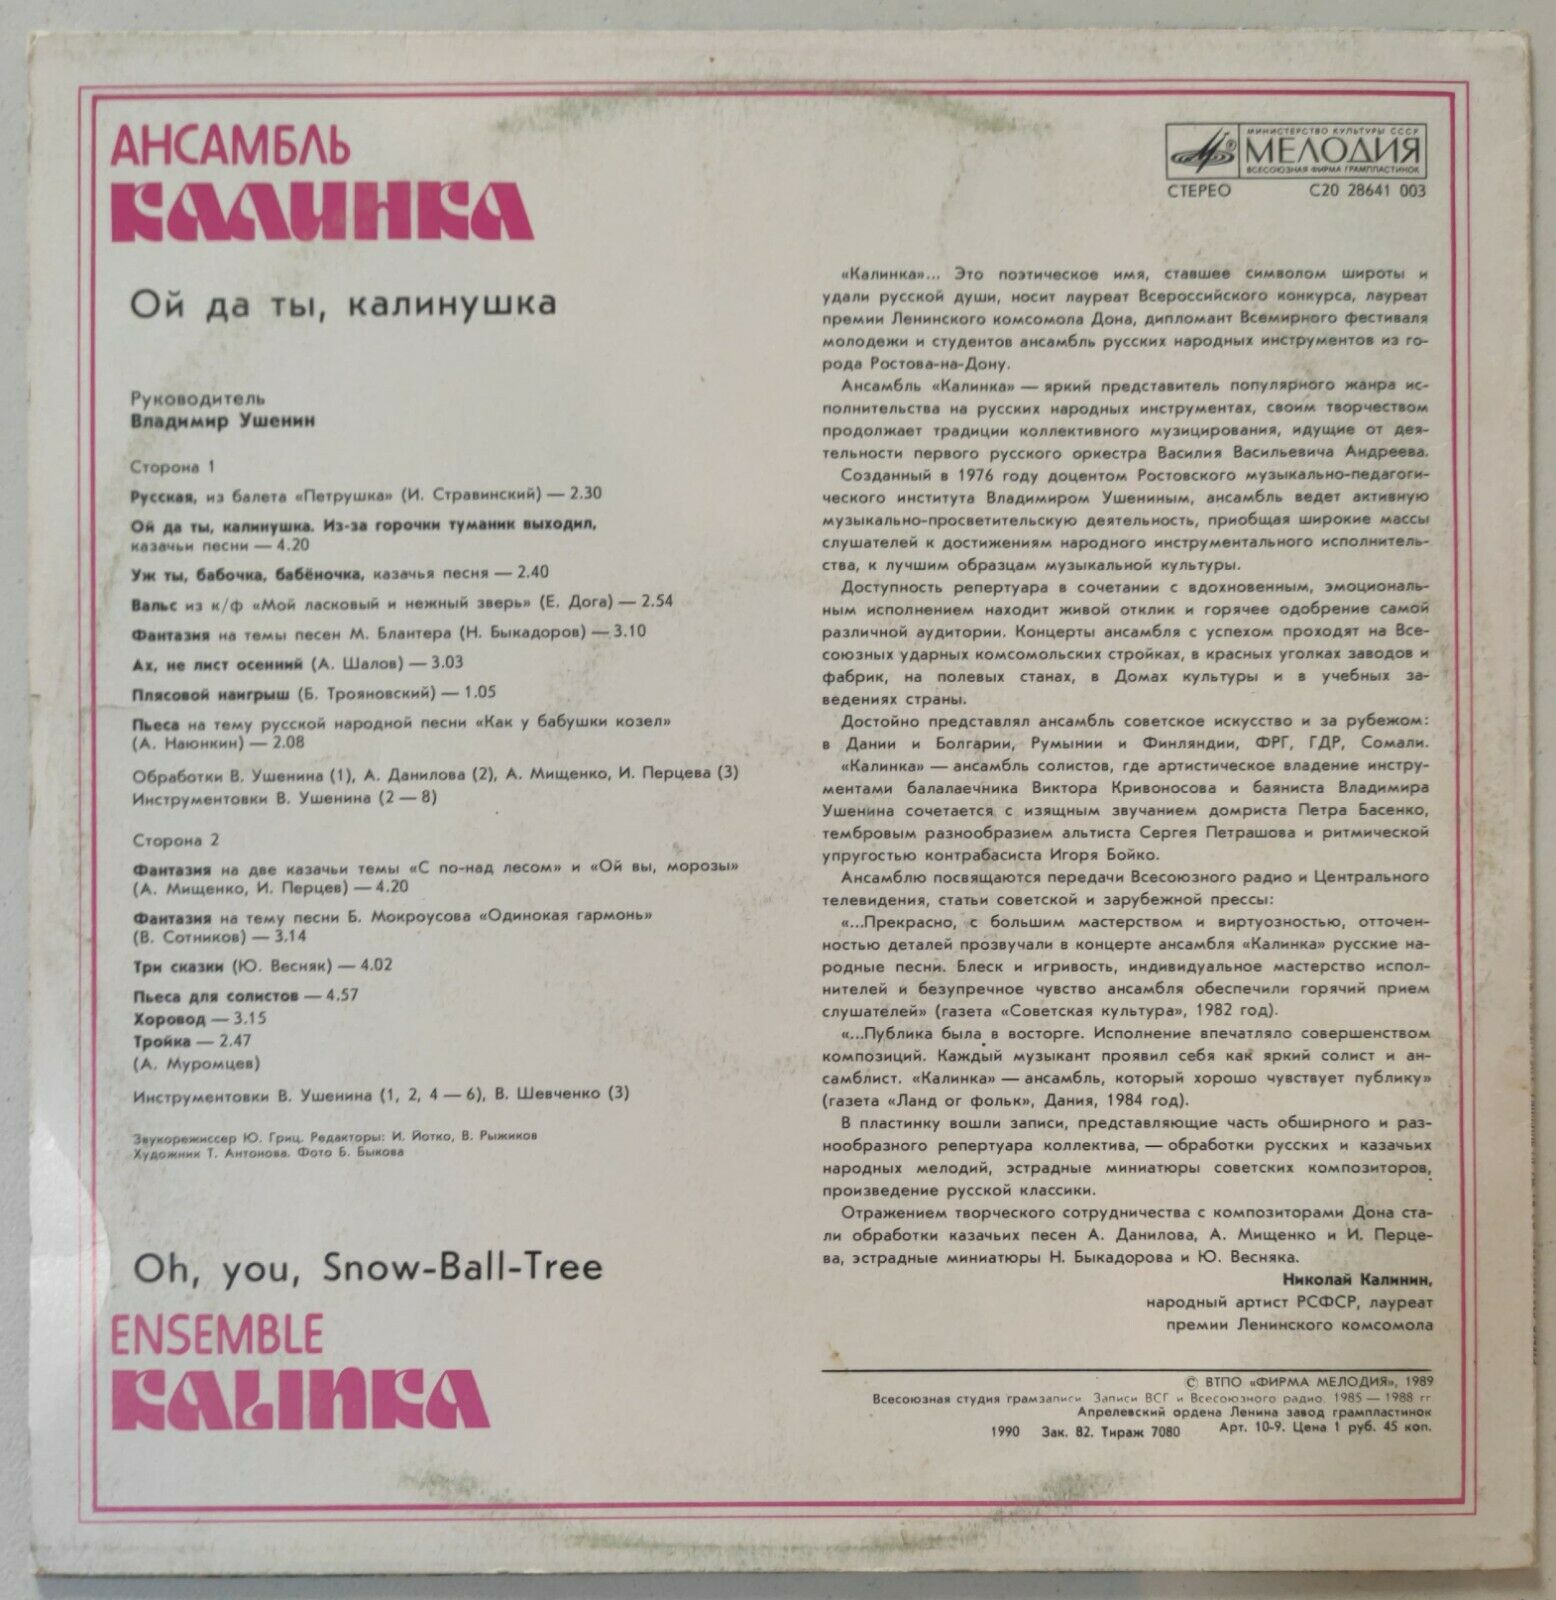 АНСАМБЛЬ
КАЛИНКА
Ой да ты, калинушка
Руководитель
Владимир Ушенин
Сторона 1
Русская, из балета «Петрушка» (И. Стравинский) — 2.30
Ой да ты, калинушка. Из-за горочки туманик выходил,
казачьи песни — 4.20
Уж ты, бабочка, бабёночка, казачья песня — 2.40
Вальс из к/ф «Мой ласковый и нежный зверь» (Е. Дога) — 2.54
Фантазия на темы песен М. Блантера (Н. Быкадоров) — 3.10
Ах, не лист осенний (А. Шалов) — 3.03
Плясовой наигрыш (Б. Трояновский) — 1.05
Пьеса на тему русской народной песни «Как у бабушки козел»
(А. Наюнкин) — 2.08
Обработки В. Ушенина (1), А. Данилова (2), А. Мищенко, И. Перцева (3)
Инструментовки В. Ушенина (2 — 8)
Сторона 2
Фантазия на две казачьи темы «С по-над лесом» и «Ой вы, морозы»
(А. Мищенко, И. Перцев) — 4.20
Фантазия на тему песни Б. Мокроусова «Одинокая гармонь»
(В. Сотников) — 3.14
Три сказки (Ю. Весняк) — 4.02
Пьеса для солистов — 4.57
Хоровод — 3.15
Тройка — 2.47
(А. Муромцев)
Инструментовки В. Ушенина (1, 2, 4 — 6), В. Шевченко (3)
Звукорежиссер Ю. Гриц. Редакторы: И. Йотко, В. Рыжиков
Художник Т. Антонова. Фото Б. Быкова
Oh, you, Snow-Ball-Tree
ENSEMBLE
KALINKA
МИНИСТЕРСТВО КУЛЬТУРЫ СССР
МЕЛОДИЯ
ВСЕСОЮЗНАЯ ФИРМА ГРАМПЛАСТИНОК
СТЕРЕО С20 28641 003
«Калинка»... Это поэтическое имя, ставшее символом широты и
удали русской души, носит лауреат Всероссийского конкурса, лауреат
премии Ленинского комсомола Дона, дипломант Всемирного фестиваля
молодежи и студентов ансамбль русских народных инструментов из го-
рода Ростова-на-Дону.
Ансамбль «Калинка» — яркий представитель популярного жанра ис-
полнительства на русских народных инструментах, своим творчеством
продолжает традиции коллективного музицирования, идущие от дея-
тельности первого русского оркестра Василия Васильевича Андреева.
Созданный в 1976 году доцентом Ростовского музыкально-педагоги-
ческого института Владимиром Ушениным, ансамбль ведет активную
музыкально-просветительскую деятельность, приобщая широкие массы
слушателей к достижениям народного инструментального исполнитель-
ства, к лучшим образцам музыкальной культуры.
Доступность репертуара в сочетании с вдохновенным, эмоциональ-
ным исполнением находит живой отклик и горячее одобрение самой
различной аудитории. Концерты ансамбля с успехом проходят на Все-
союзных ударных комсомольских стройках, в красных уголках заводов и
фабрик, на полевых станах, в Домах культуры и в учебных за-
ведениях страны.
Достойно представлял ансамбль советское искусство и за рубежом:
в Дании и Болгарии, Румынии и Финляндии, ФРГ, ГДР, Сомали.
«Калинка» — ансамбль солистов, где артистическое владение инстру-
ментами балалаечника Виктора Кривоносова и баяниста Владимира
Ушенина сочетается с изящным звучанием домриста Петра Басенко,
тембровым разнообразием альтиста Сергея Петрашова и ритмической
упругостью контрабасиста Игоря Бойко.
Ансамблю посвящаются передачи Всесоюзного радио и Центрального
телевидения, статьи советской и зарубежной прессы:
«...Прекрасно, с большим мастерством и виртуозностью, отточен-
ностью деталей прозвучали в концерте ансамбля «Калинка» русские на-
родные песни. Блеск и игривость, индивидуальное мастерство испол-
нителей и безупречное чувство ансамбля обеспечили горячий прием
слушателей» (газета «Советская культура», 1982 год).
«...Публика была в восторге. Исполнение впечатляло совершенством
композиций. Каждый музыкант проявил себя как яркий солист и ан-
самблист. «Калинка» — ансамбль, который хорошо чувствует публику»
(газета «Ланд ог фольк», Дания, 1984 год).
В пластинку вошли записи, представляющие часть обширного и раз-
нообразного репертуара коллектива, — обработки русских и казачьих
народных мелодий, эстрадные миниатюры советских композиторов,
произведение русской классики.
Отражением творческого сотрудничества с композиторами Дона ста-
ли обработки казачьих песен А. Данилова, А. Мищенко и И. Перце-
ва, эстрадные миниатюры Н. Быкадорова и Ю. Весняка.
Николай Калинин,
народный артист РСФСР, лауреат
премии Ленинского комсомола
© ВТПО «ФИРМА МЕЛОДИЯ», 1989
Всесоюзная студия грамзаписи. Записи ВСГ и Всесоюзного радио. 1985 — 1988 гг.
Апрелевский ордена Ленина завод грампластинок
1990 Зак. 82. Тираж 7080 Арт. 10-9. Цена 1 руб. 45 коп.